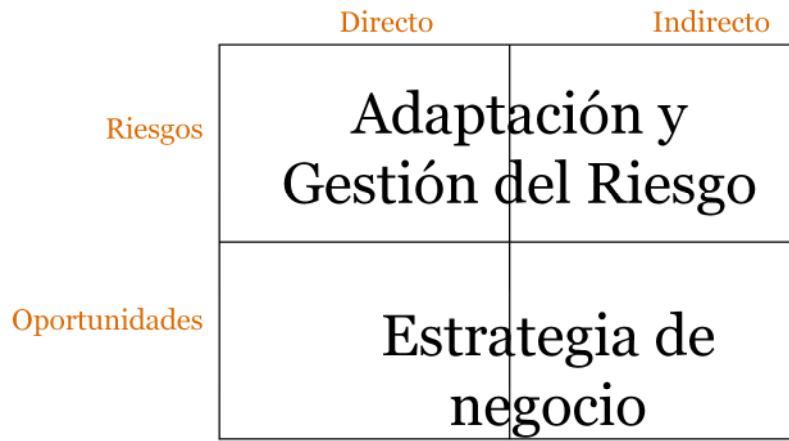 Directo
Indirecto
Riesgos
Adaptación y
Gestión del Riesgo
Oportunidades
Estrategia de
negocio